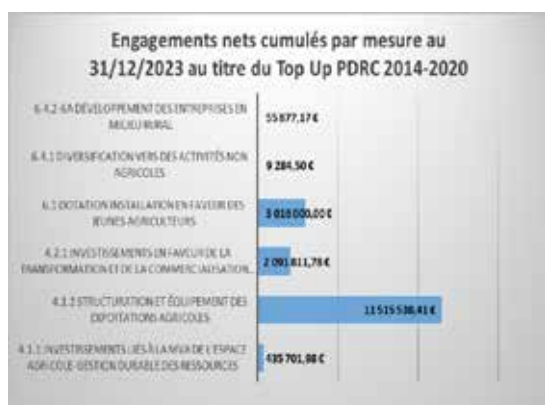 Engagements nets cumulés par mesure au
31/12/2023 au titre du Top Up PDRC 2014-2020
6.4.2-6A DÉVELOPPEMENT DES ENTREPRISES EN
MILIEU RURAL
55 877,17 €
6.4.1 DIVERSIFICATION VERS DES ACTIVITÉS NON
AGRICOLES
9 284,50 €
6.1 DOTATION INSTALLATION EN FAVEUR DES
JEUNES AGRICULTEURS
3 016 000,00 €
4.2.1 INVESTISSEMENTS EN FAVEUR DE LA
TRANSFORMATION ET DE LA COMMERCIALISATION…
2 091 811,78 €
STRUCTURATION ET ÉQUIPEMENT DES
EXPLOITATIONS AGRICOLES
11 515 538,41 €
4.1.1 INVESTISSEMENTS LIÉS À LA MVA DE L'ESPACE
AGRICOLE-GESTION DURABLE DES RESSOURCES
435 701,98 €